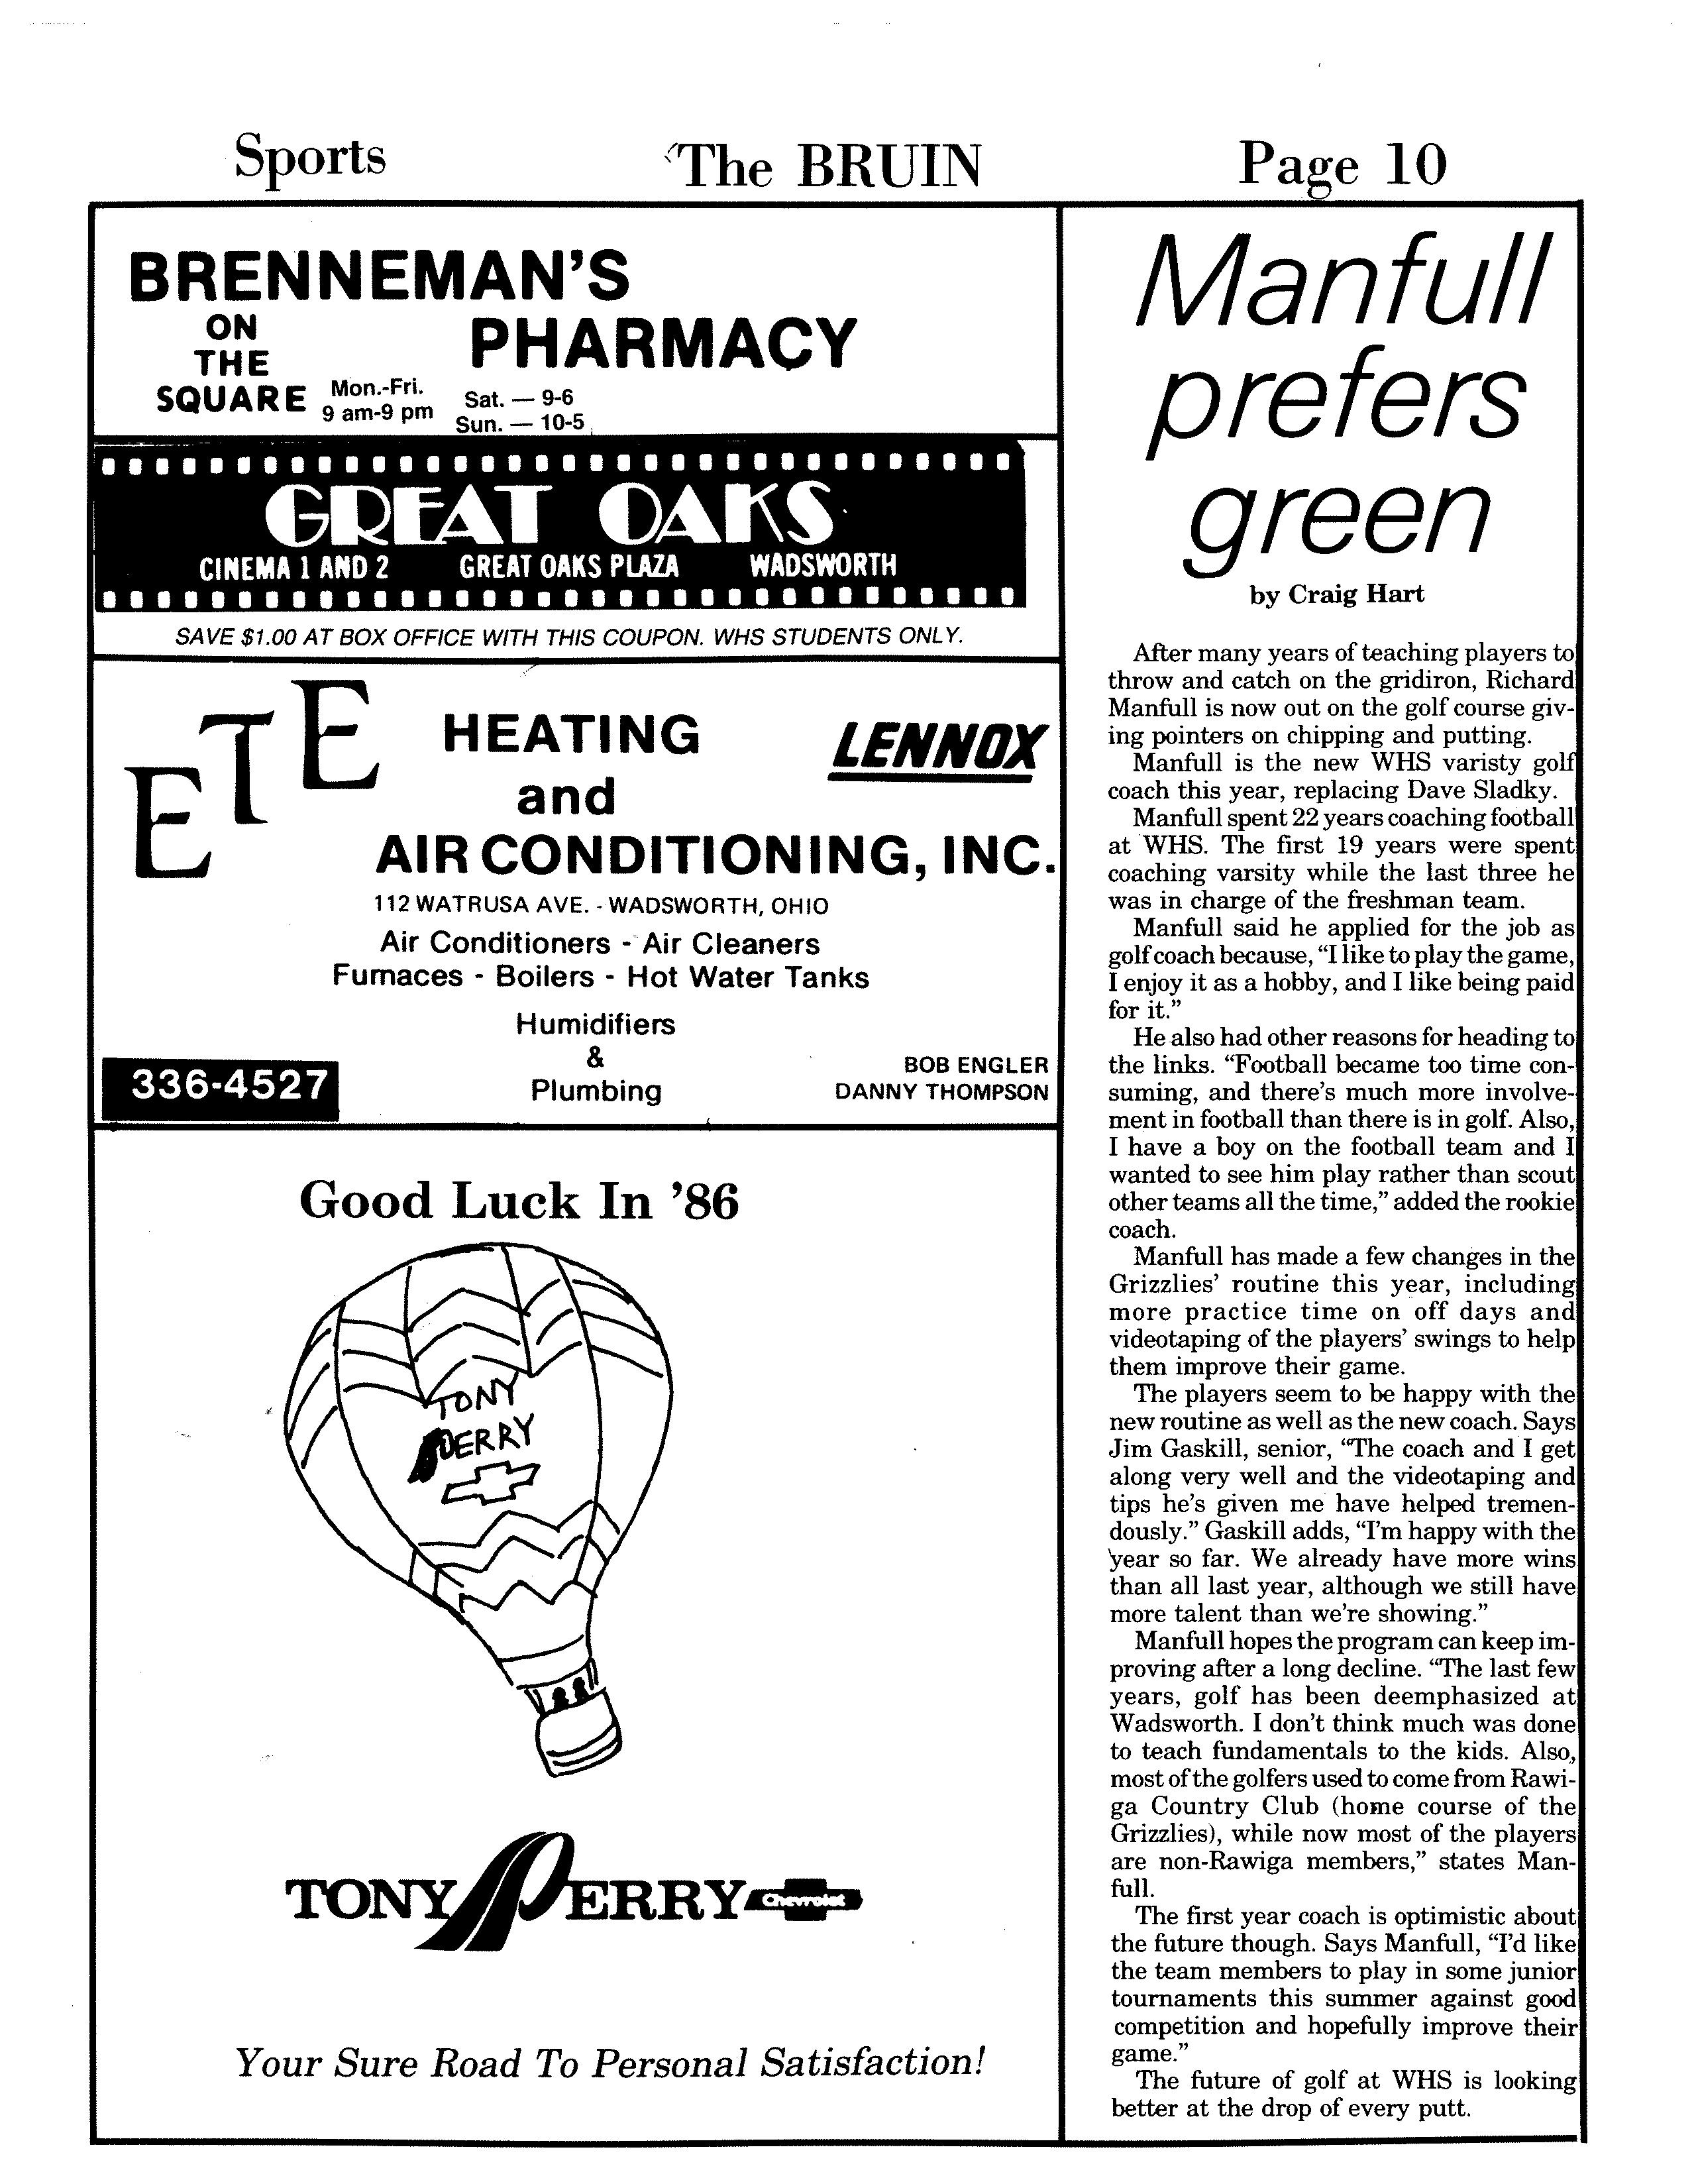 Sports The BRUIN Page 10
BRENNEMAN'S
ON
THE
SQUARE
PHARMACY
Mon.-Fri.
9 am-9 pm
Sat. — 9-6
Sun. — 10-5
GREAT OAKS
CINEMA 1 AND 2 GREAT OAKS PLAZA WADSWORTH
SAVE $1.00 AT BOX OFFICE WITH THIS COUPON. WHS STUDENTS ONLY.
ETE
HEATING
and
AIR CONDITIONING, INC.
LENNOX
112 WATRUSA AVE. - WADSWORTH, OHIO
Air Conditioners - Air Cleaners
Furnaces - Boilers - Hot Water Tanks
Humidifiers
&
Plumbing
336-4527
BOB ENGLER
DANNY THOMPSON
Good Luck In '86
TONY
PERRY
TONY PERRY Chevrolet
Your Sure Road To Personal Satisfaction!
Manfull
prefers
green
by Craig Hart
After many years of teaching players to
throw and catch on the gridiron, Richard
Manfull is now out on the golf course giv-
ing pointers on chipping and putting.
Manfull is the new WHS varisty golf
coach this year, replacing Dave Sladky.
Manfull spent 22 years coaching football
at WHS. The first 19 years were spent
coaching varsity while the last three he
was in charge of the freshman team.
Manfull said he applied for the job as
golf coach because, “I like to play the game,
I enjoy it as a hobby, and I like being paid
for it.”
He also had other reasons for heading to
the links. “Football became too time con-
suming, and there's much more involve-
ment in football than there is in golf. Also,
I have a boy on the football team and I
wanted to see him play rather than scout
other teams all the time,” added the rookie
coach.
Manfull has made a few changes in the
Grizzlies' routine this year, including
more practice time on off days and
videotaping of the players' swings to help
them improve their game.
The players seem to be happy with the
new routine as well as the new coach. Says
Jim Gaskill, senior, “The coach and I get
along very well and the videotaping and
tips he's given me have helped tremen-
dously.” Gaskill adds, “I'm happy with the
year so far. We already have more wins
than all last year, although we still have
more talent than we're showing.”
Manfull hopes the program can keep im-
proving after a long decline. “The last few
years, golf has been deemphasized at
Wadsworth. I don't think much was done
to teach fundamentals to the kids. Also,
most of the golfers used to come from Rawi-
ga Country Club (home course of the
Grizzlies), while now most of the players
are non-Rawiga members,” states Man-
full.
The first year coach is optimistic about
the future though. Says Manfull, “I'd like
the team members to play in some junior
tournaments this summer against good
competition and hopefully improve their
game.”
The future of golf at WHS is looking
better at the drop of every putt.